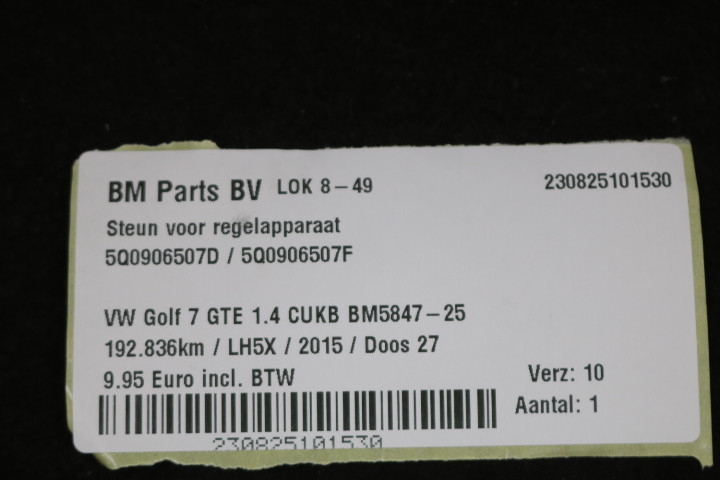 BM Parts BV LOK 8-49 230825101530
Steun voor regelapparaat
5Q0906507D / 5Q0906507F
VW Golf 7 GTE 1.4 CUKB BM5847-25
192.836km / LH5X / 2015 / Doos 27
9.95 Euro incl. BTW Verz: 10
Aantal: 1
230825101530